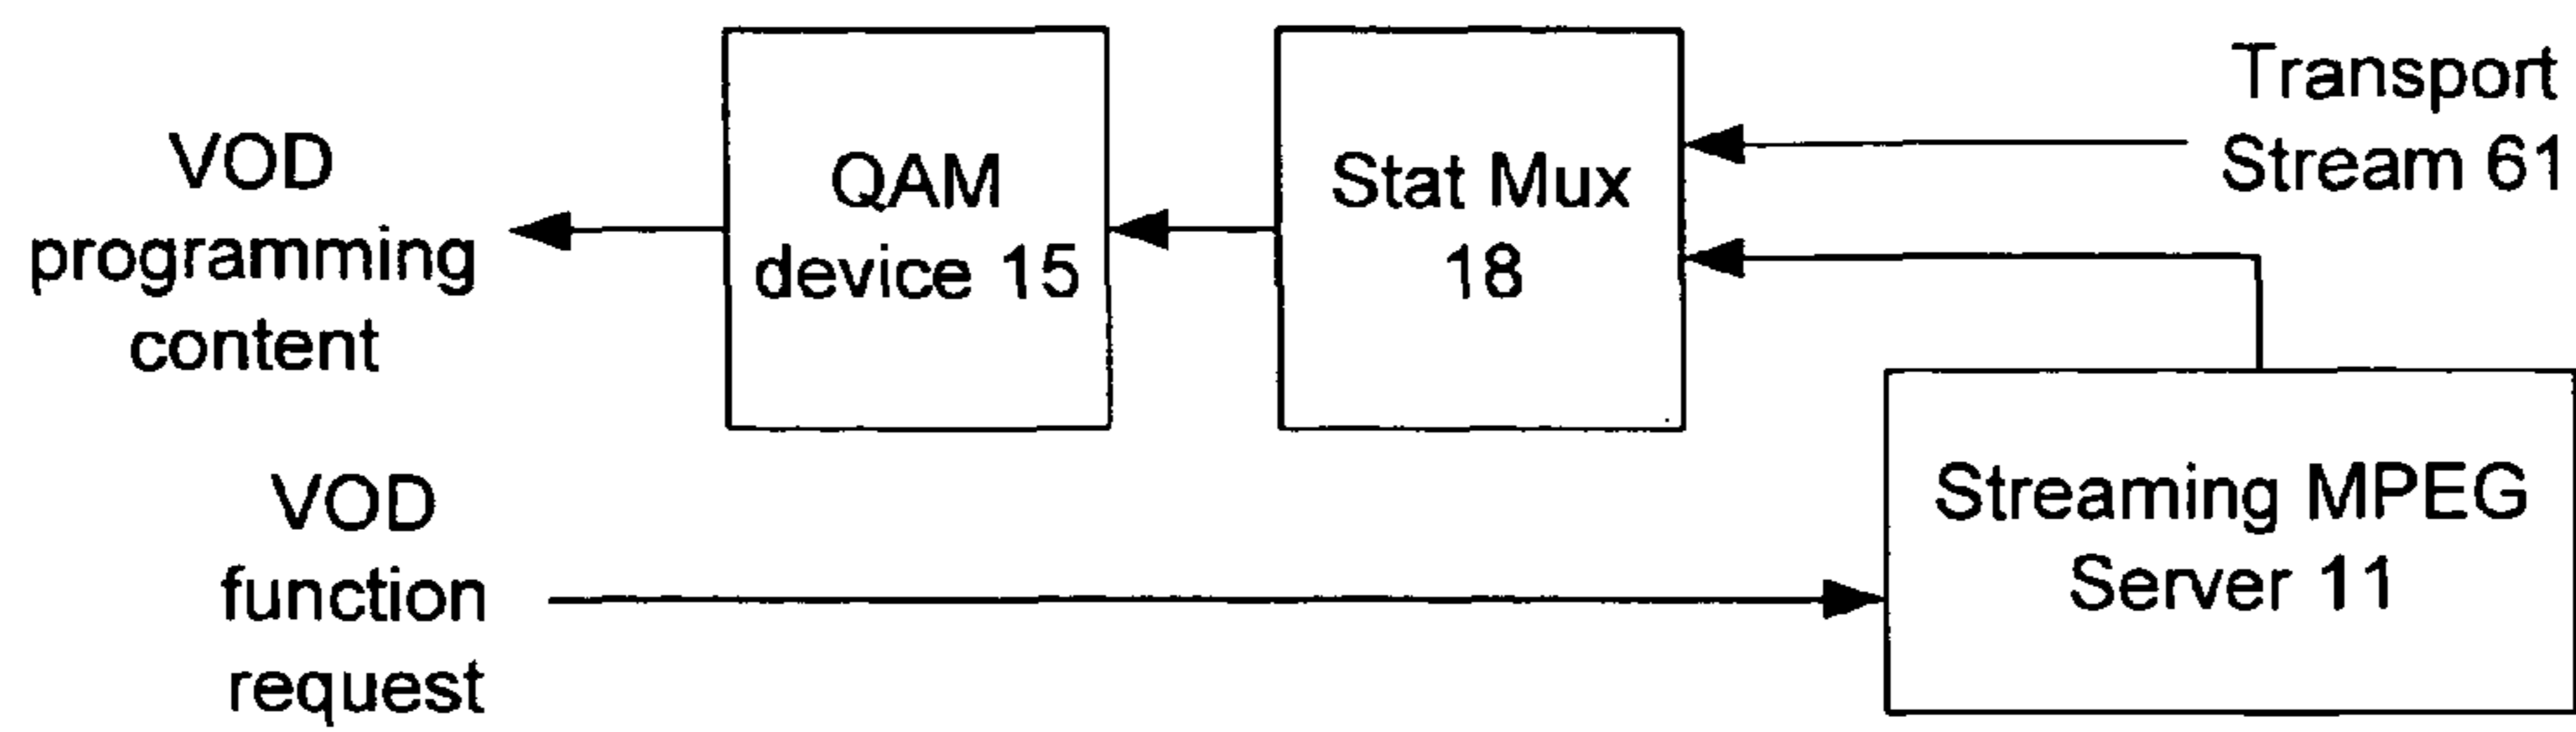 VOD
programming
content
QAM
device 15
Stat Mux
18
Transport
Stream 61
VOD
function
request
Streaming MPEG
Server 11